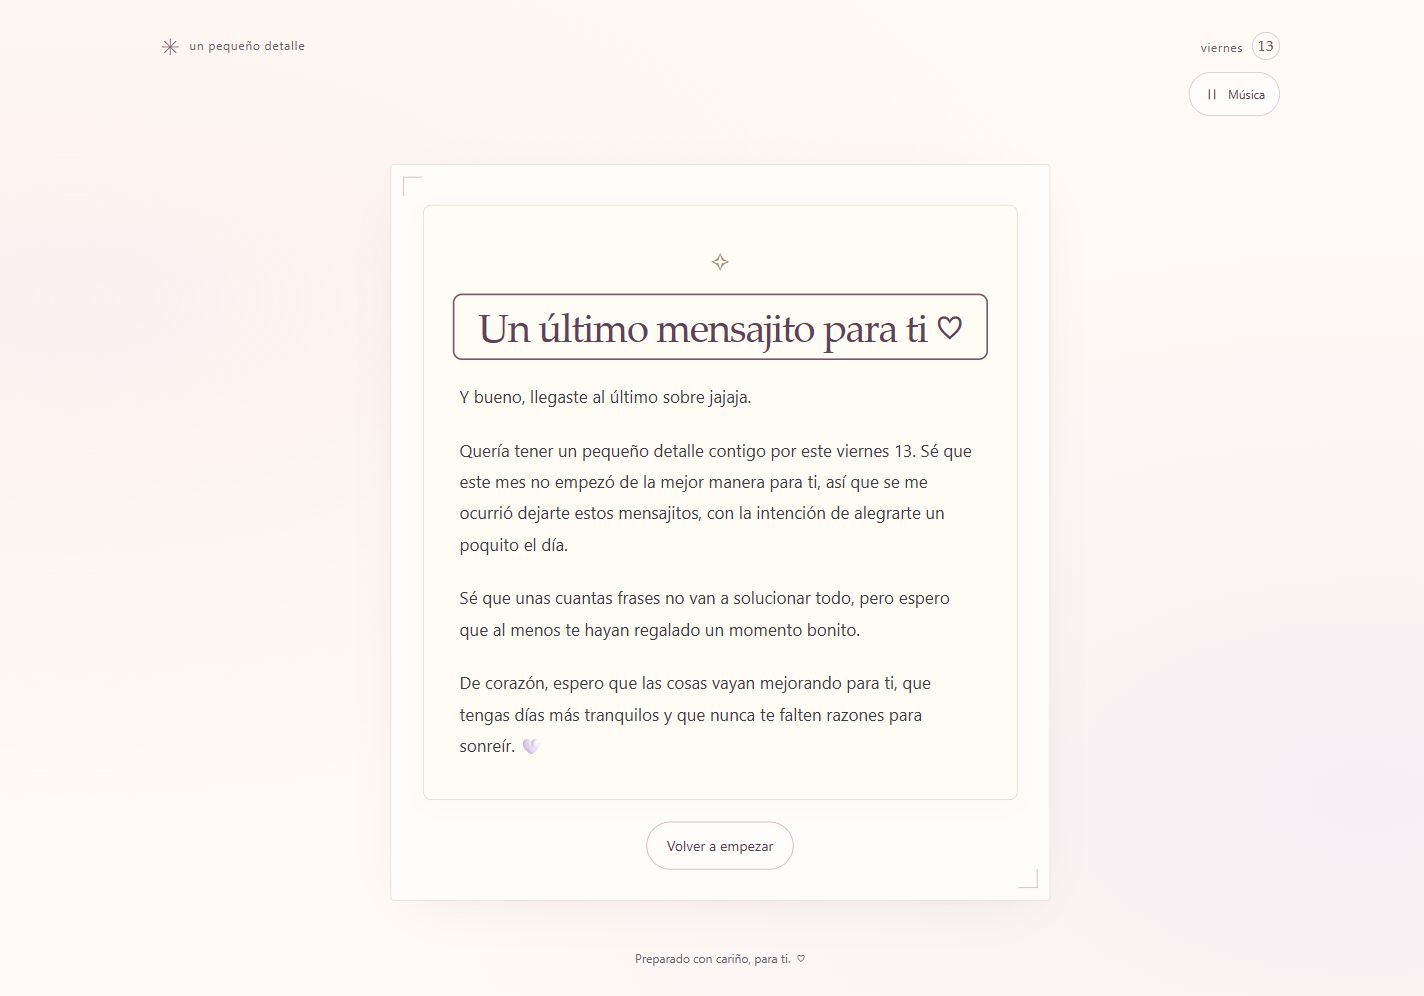 un pequeño detalle
viernes 13
Música
Un último mensajito para ti ♡
Y bueno, llegaste al último sobre jajaja.
Quería tener un pequeño detalle contigo por este viernes 13. Sé que
este mes no empezó de la mejor manera para ti, así que se me
ocurrió dejarte estos mensajitos, con la intención de alegrarte un
poquito el día.
Sé que unas cuantas frases no van a solucionar todo, pero espero
que al menos te hayan regalado un momento bonito.
De corazón, espero que las cosas vayan mejorando para ti, que
tengas días más tranquilos y que nunca te falten razones para
sonreír. 💜
Volver a empezar
Preparado con cariño, para ti. ♡